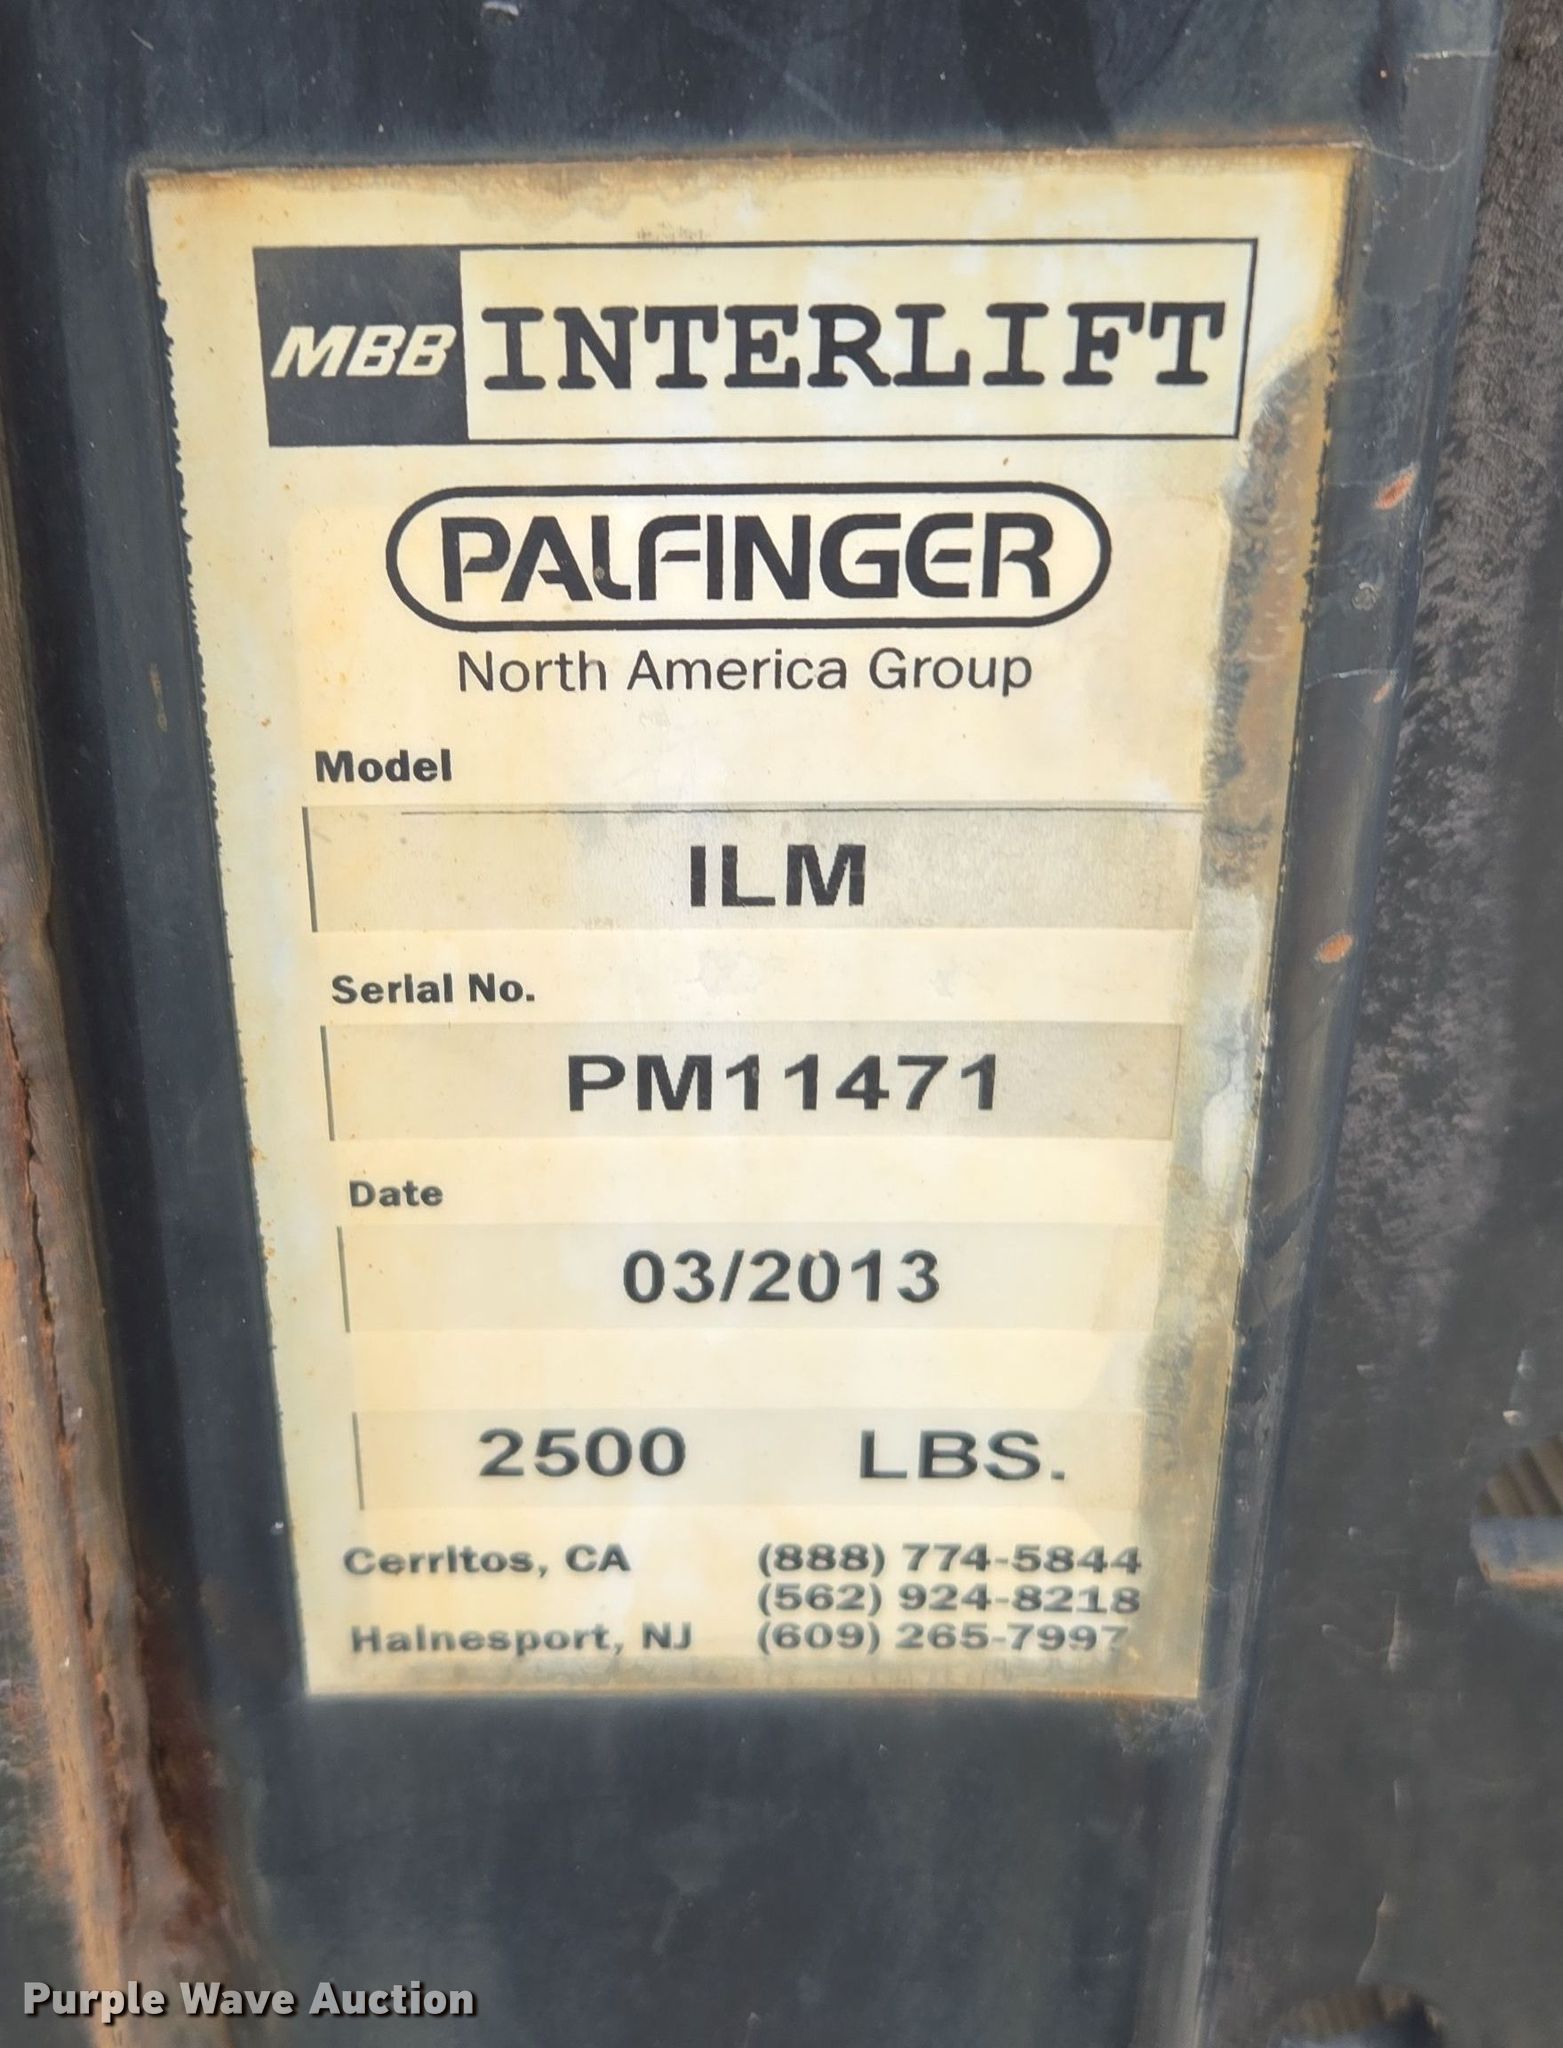 MBB INTERLIFT
PALFINGER
North America Group
Model
ILM
Serial No.
PM11471
Date
03/2013
2500 LBS.
Cerritos, CA (888) 774-5844
(562) 924-8218
Hainesport, NJ (609) 265-7997
Purple Wave Auction